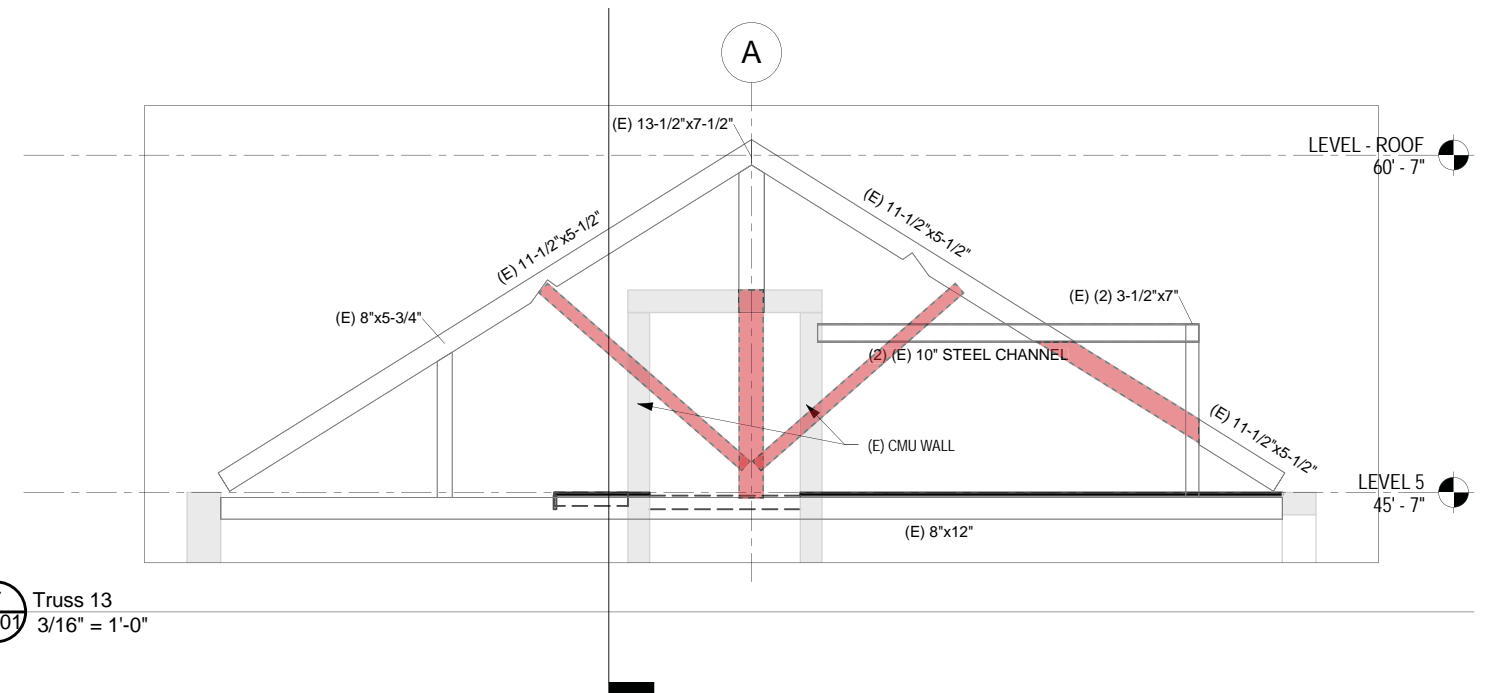 A
(E) 13-1/2"x7-1/2"
LEVEL - ROOF
60' - 7"
(E) 11-1/2"x5-1/2"
(E) 11-1/2"x5-1/2"
(E) 8"x5-3/4"
(E) (2) 3-1/2"x7"
(2) (E) 10" STEEL CHANNEL
(E) 11-1/2"x5-1/2"
(E) CMU WALL
LEVEL 5
45' - 7"
(E) 8"x12"
Truss 13
01
3/16" = 1'-0"